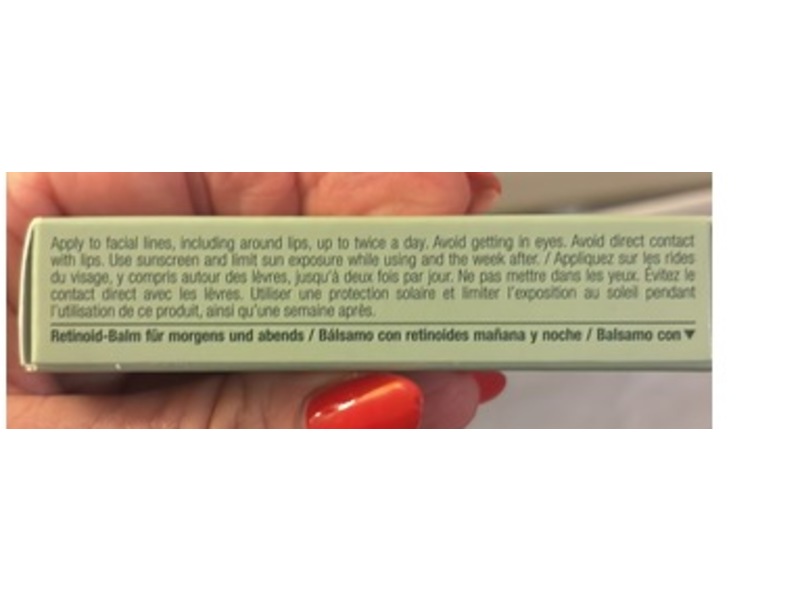 Apply to facial lines, including around lips, up to twice a day. Avoid getting in eyes. Avoid direct contact
with lips. Use sunscreen and limit sun exposure while using and the week after. / Appliquez sur les rides
du visage, y compris autour des lèvres, jusqu'à deux fois par jour. Ne pas mettre dans les yeux. Évitez le
contact direct avec les lèvres. Utiliser une protection solaire et limiter l'exposition au soleil pendant
l'utilisation de ce produit, ainsi qu'une semaine après.
Retinoid-Balm für morgens und abends / Bálsamo con retinoides mañana y noche / Balsamo con ▼